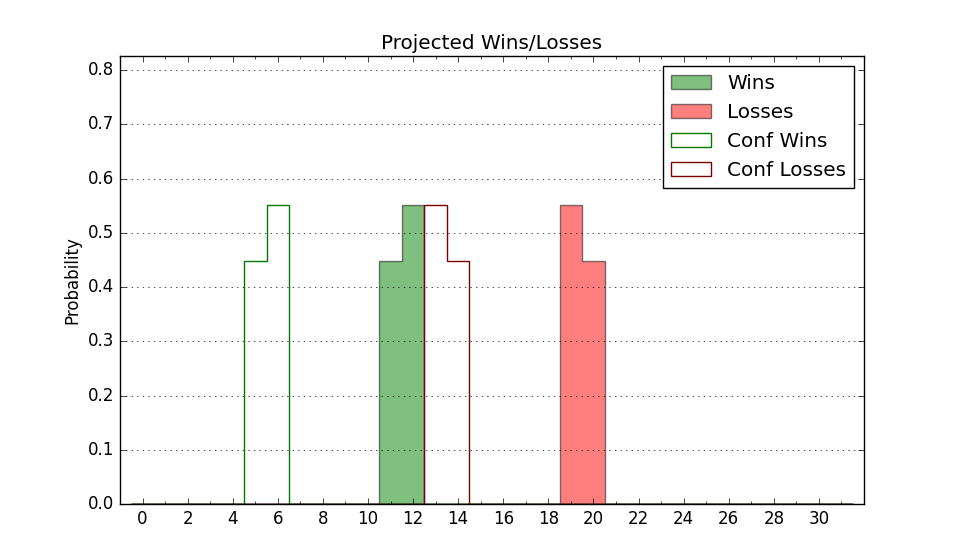 Projected Wins/Losses
Wins
Losses
Conf Wins
Conf Losses
Probability
0.8
0.7
0.6
0.5
0.4
0.3
0.2
0.1
0.0
0 2 4 6 8 10 12 14 16 18 20 22 24 26 28 30